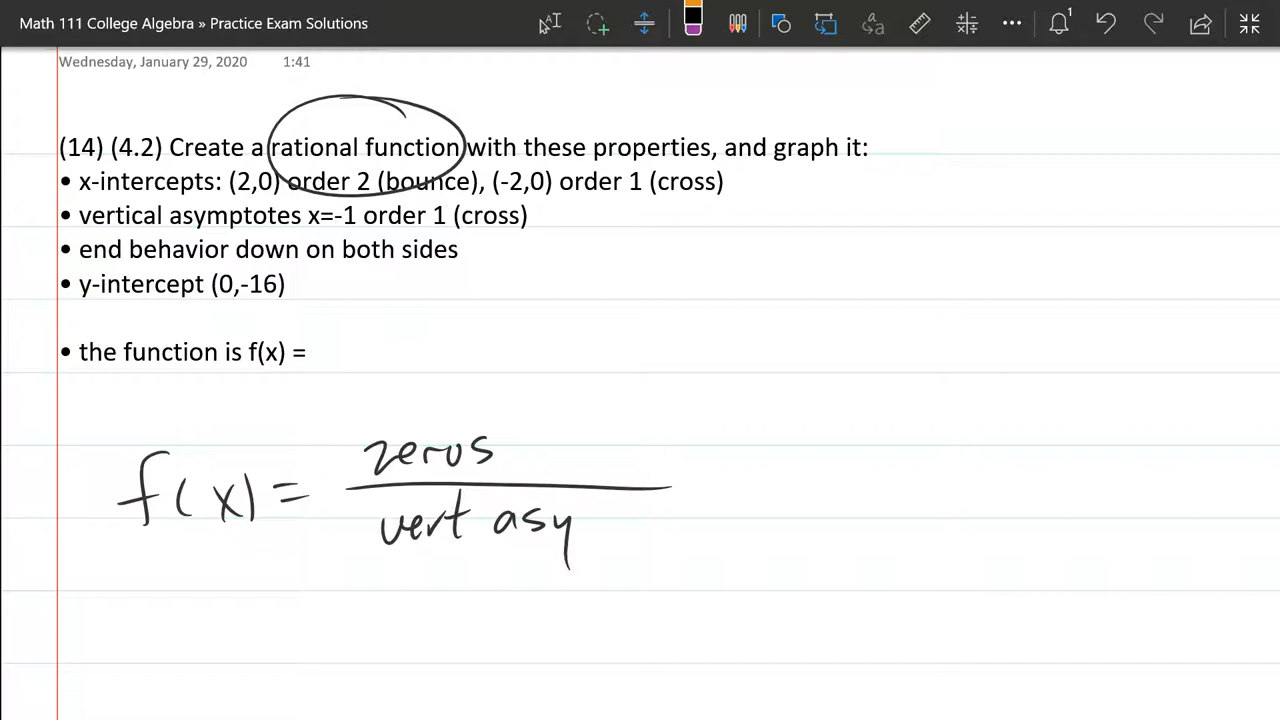 Math 111 College Algebra » Practice Exam Solutions
Wednesday, January 29, 2020 1:41
(14) (4.2) Create a rational function with these properties, and graph it:
• x-intercepts: (2,0) order 2 (bounce), (-2,0) order 1 (cross)
• vertical asymptotes x=-1 order 1 (cross)
• end behavior down on both sides
• y-intercept (0,-16)
• the function is f(x) =
zeros
f(x) =
vert asy